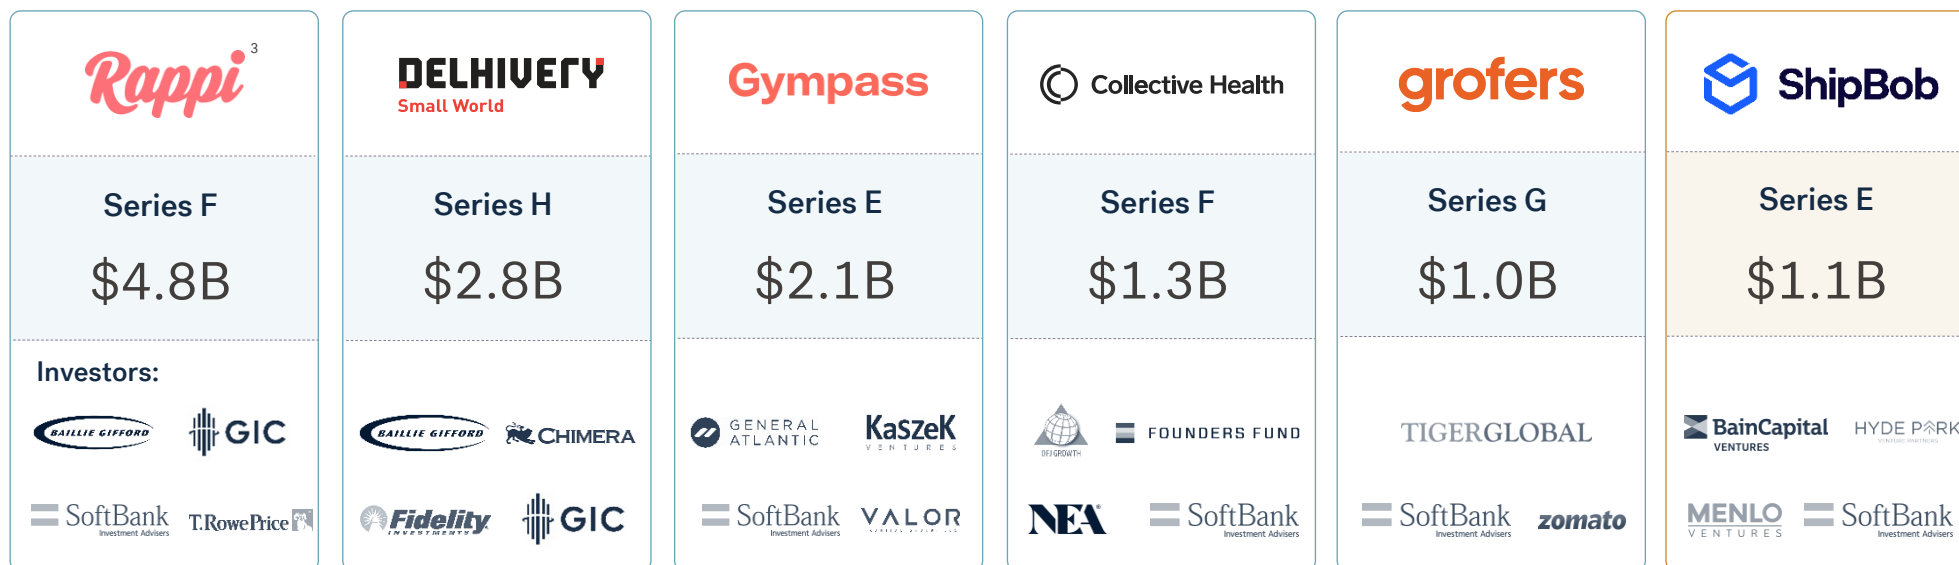 Rappi 3
DELHIVERY
Small World
Gympass
Collective Health
grofers
ShipBob
Series F
Series H
Series E
Series F
Series G
Series E
$4.8B
$2.8B
$2.1B
$1.3B
$1.0B
$1.1B
Investors:
BAILLIE GIFFORD
GIC
BAILLIE GIFFORD
CHIMERA
GENERAL
ATLANTIC
KaszeK
VENTURES
DFJ GROWTH
FOUNDERS FUND
TIGERGLOBAL
BainCapital
VENTURES
HYDE PARK
VENTURE PARTNERS
SoftBank
Investment Advisers
T.RowePrice
Fidelity
INVESTMENTS
GIC
SoftBank
Investment Advisers
VALOR
NEA
SoftBank
Investment Advisers
SoftBank
Investment Advisers
zomato
MENLO
VENTURES
SoftBank
Investment Advisers